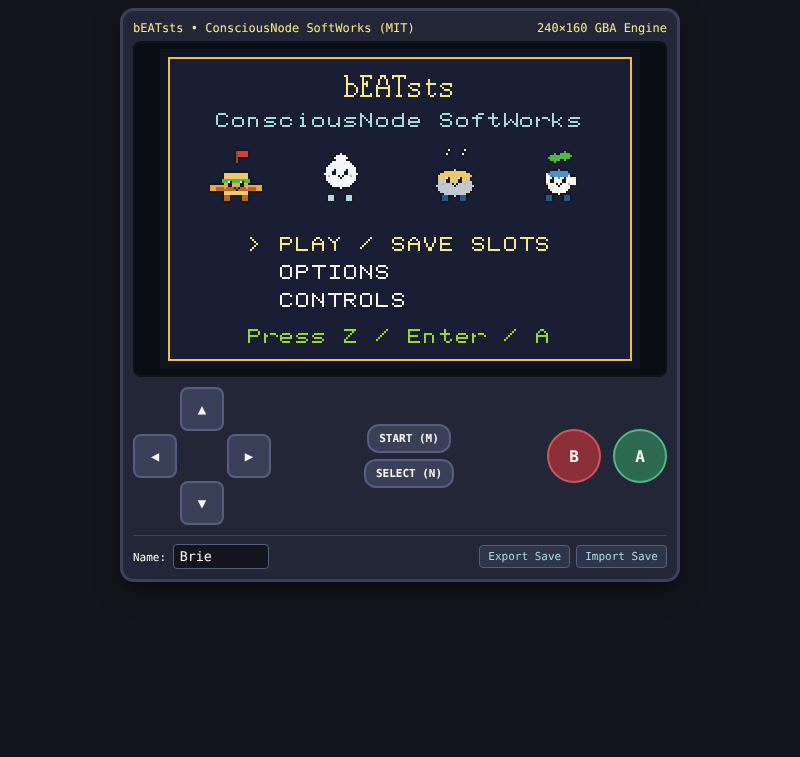 bEATsts • ConsciousNode SoftWorks (MIT)
240×160 GBA Engine
bEATsts
ConsciousNode SoftWorks
> PLAY / SAVE SLOTS
OPTIONS
CONTROLS
Press Z / Enter / A
▲
◀
▶
▼
START (M)
SELECT (N)
B
A
Name: Brie
Export Save
Import Save